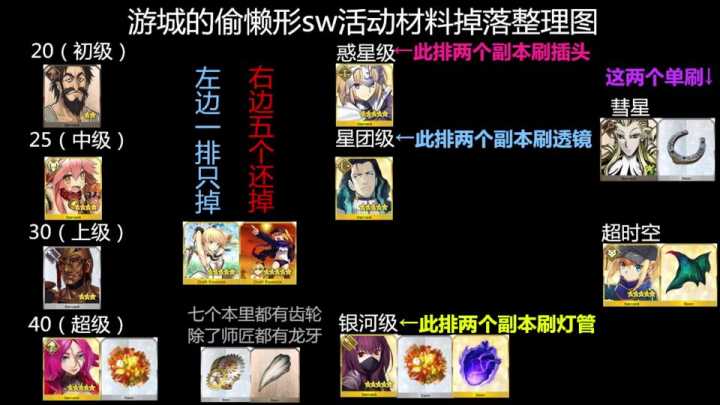 游城的偷懒形sw活动材料掉落整理图
20（初级）
左边一排只掉
右边五个还掉
惑星级←此排两个副本刷插头
这两个单刷↓
彗星
25（中级）
星团级←此排两个副本刷透镜
30（上级）
超时空
40（超级）
七个本里都有齿轮
除了师匠都有龙牙
银河级←此排两个副本刷灯管